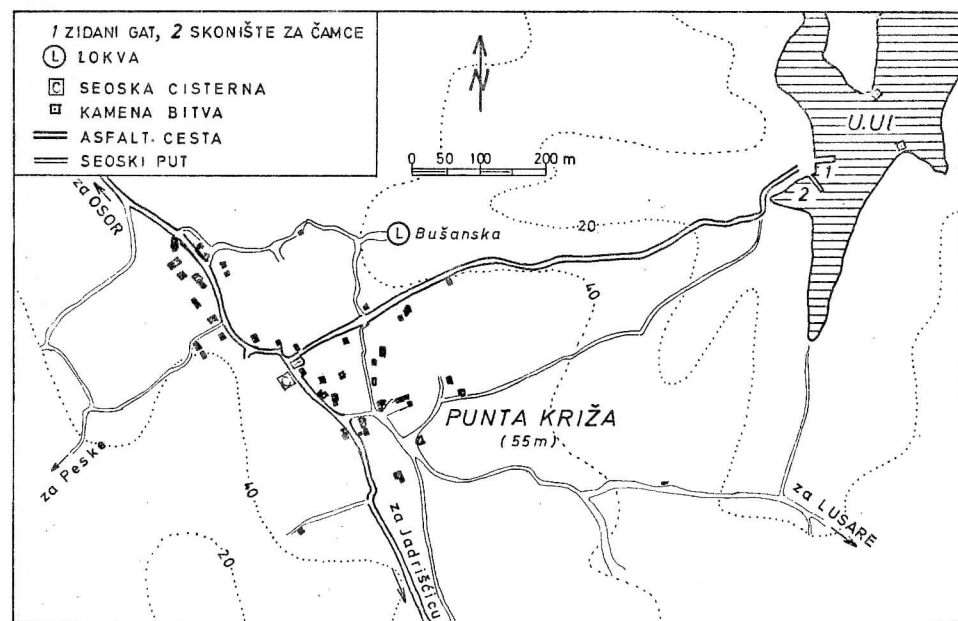 1 ZIDANI GAT, 2 SKONIŠTE ZA ČAMCE
L LOKVA
C SEOSKA CISTERNA
KAMENA BITVA
ASFALT. CESTA
SEOSKI PUT
N
0 50 100 200 m
U.Ul
1
2
za OSOR
L Bušanska
20
40
C
PUNTA KRIŽA
(55m)
za Peske
40
20
za Jadrišćicu
za LUSARE